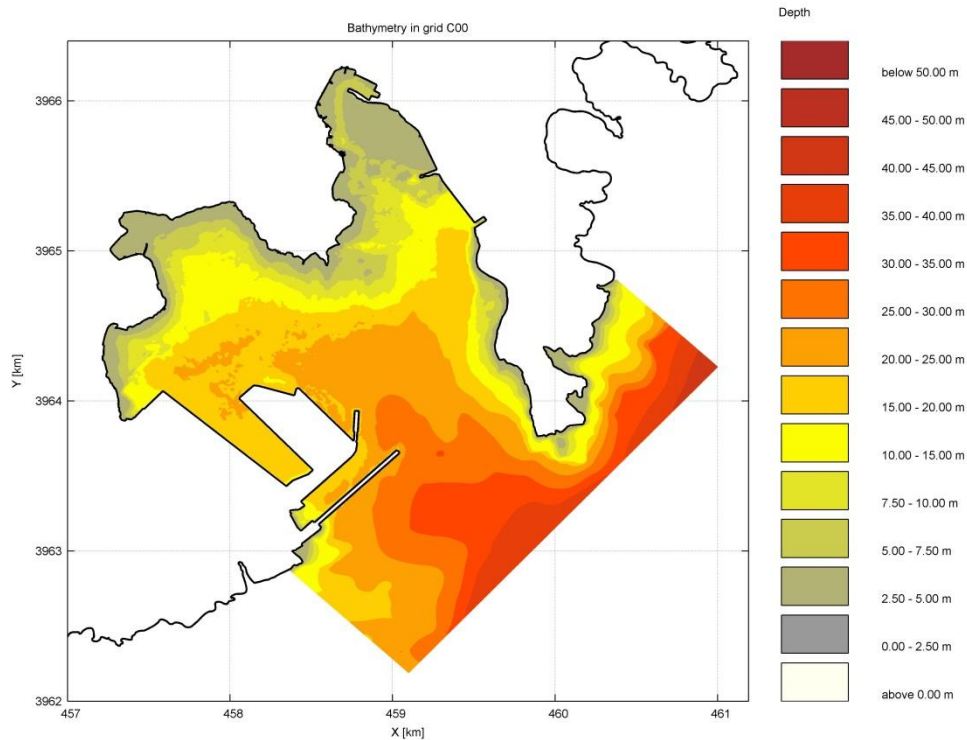 Bathymetry in grid C00
Depth
below 50.00 m
45.00 - 50.00 m
40.00 - 45.00 m
35.00 - 40.00 m
30.00 - 35.00 m
25.00 - 30.00 m
20.00 - 25.00 m
15.00 - 20.00 m
10.00 - 15.00 m
7.50 - 10.00 m
5.00 - 7.50 m
2.50 - 5.00 m
0.00 - 2.50 m
above 0.00 m
Y [km]
3966
3965
3964
3963
3962
457
458
459
460
461
X [km]